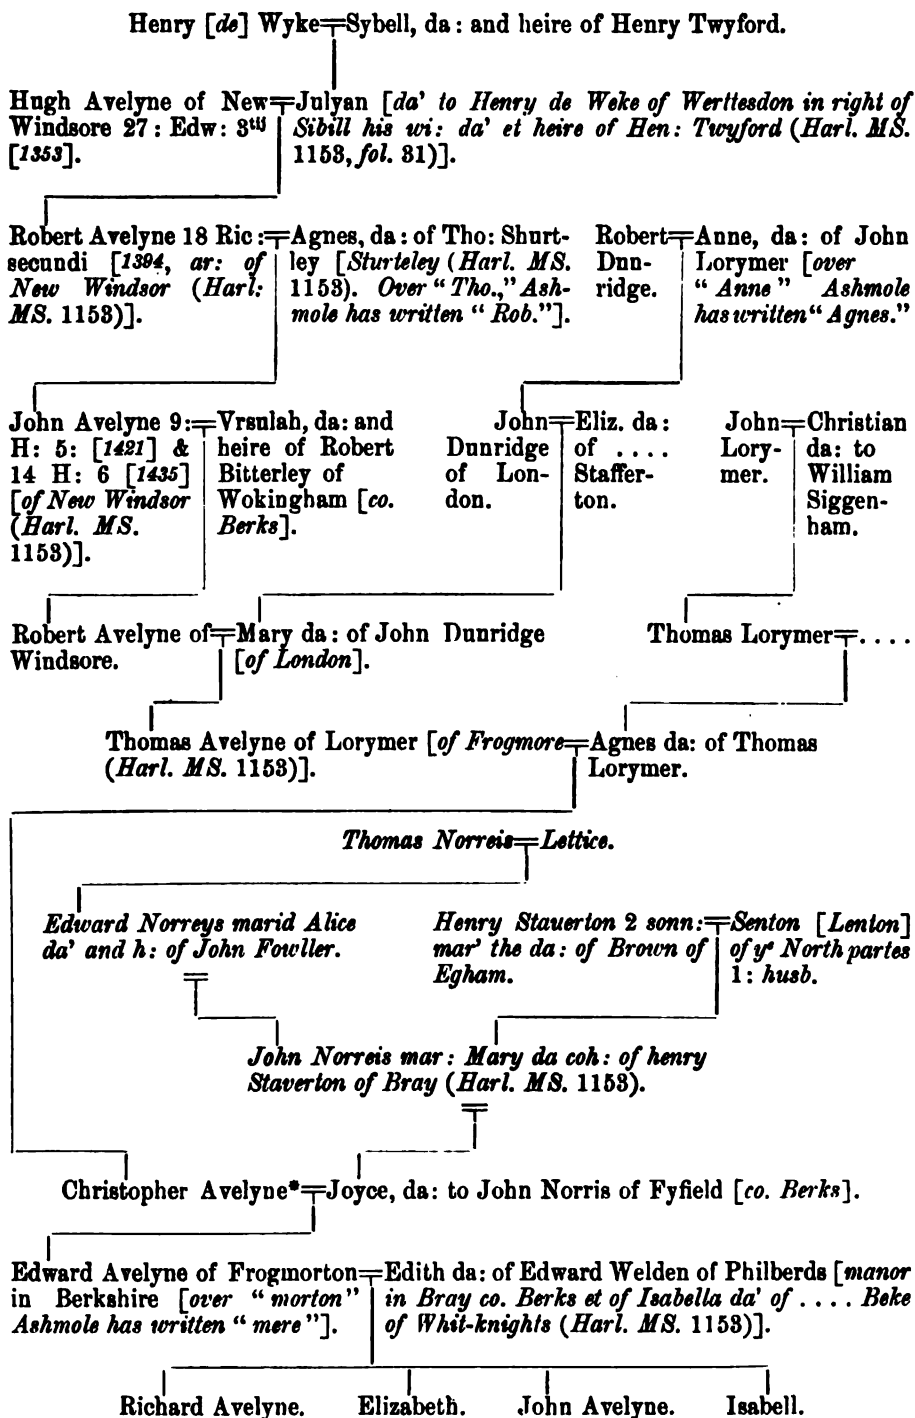 Henry [de] Wyke=Sybell, da: and heire of Henry Twyford.
Hugh Avelyne of New
Windsore 27: Edw: 3tij
[1353].
=Julyan [da' to Henry de Weke of Werttesdon in right of
Sibill his wi: da' et heire of Hen: Twyford (Harl. MS.
1153, fol. 81)].
Robert Avelyne 18 Ric:
secundi [1394, ar: of
New Windsor (Harl:
MS. 1153)].
=Agnes, da: of Tho: Shurt-
ley [Sturteley (Harl. MS.
1153). Over "Tho.," Ash-
mole has written "Rob."].
Robert
Dun-
ridge.
=Anne, da: of John
Lorymer [over
"Anne" Ashmole
has written "Agnes."
John Avelyne 9:
H: 5: [1421] &
14 H: 6 [1435]
[of New Windsor
(Harl. MS.
1153)].
=Vrsulah, da: and
heire of Robert
Bitterley of
Wokingham [co.
Berks].
John
Dunridge
of Lon-
don.
=Eliz. da:
of ....
Staffer-
ton.
John
Lory-
mer.
=Christian
da: to
William
Siggen-
ham.
Robert Avelyne of
Windsore.
=Mary da: of John Dunridge
[of London].
Thomas Lorymer=....
Thomas Avelyne of Lorymer [of Frogmore
(Harl. MS. 1153)].
=Agnes da: of Thomas
Lorymer.
Thomas Norreis=Lettice.
Edward Norreys marid Alice
da' and h: of John Fowller.
Henry Stauerton 2 sonn:
mar' the da: of Brown of
Egham.
=Senton [Lenton]
of ye North partes
1: husb.
John Norreis mar: Mary da coh: of henry
Staverton of Bray (Harl. MS. 1153).
Christopher Avelyne*=Joyce, da: to John Norris of Fyfield [co. Berks].
Edward Avelyne of Frogmorton
in Berkshire [over "morton"
Ashmole has written "mere"].
=Edith da: of Edward Welden of Philberds [manor
in Bray co. Berks et of Isabella da' of .... Beke
of Whit-knights (Harl. MS. 1153)].
Richard Avelyne. Elizabeth. John Avelyne. Isabell.